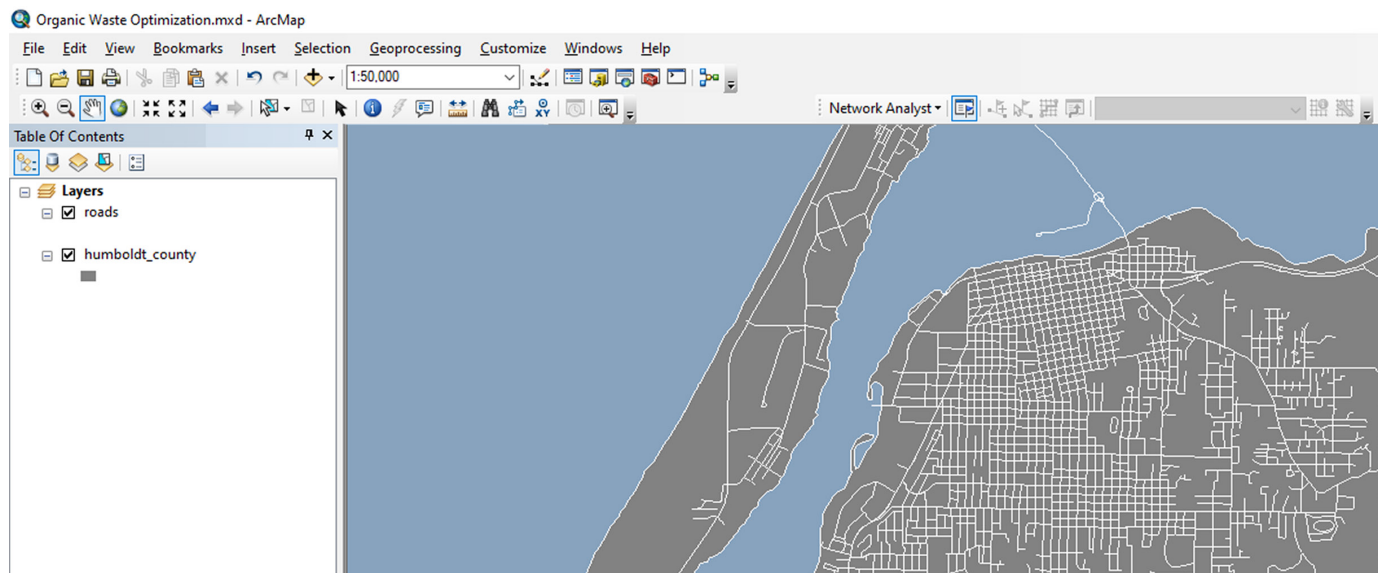 Organic Waste Optimization.mxd - ArcMap
File Edit View Bookmarks Insert Selection Geoprocessing Customize Windows Help
1:50,000
XY
Network Analyst
Table Of Contents
Layers
roads
humboldt_county